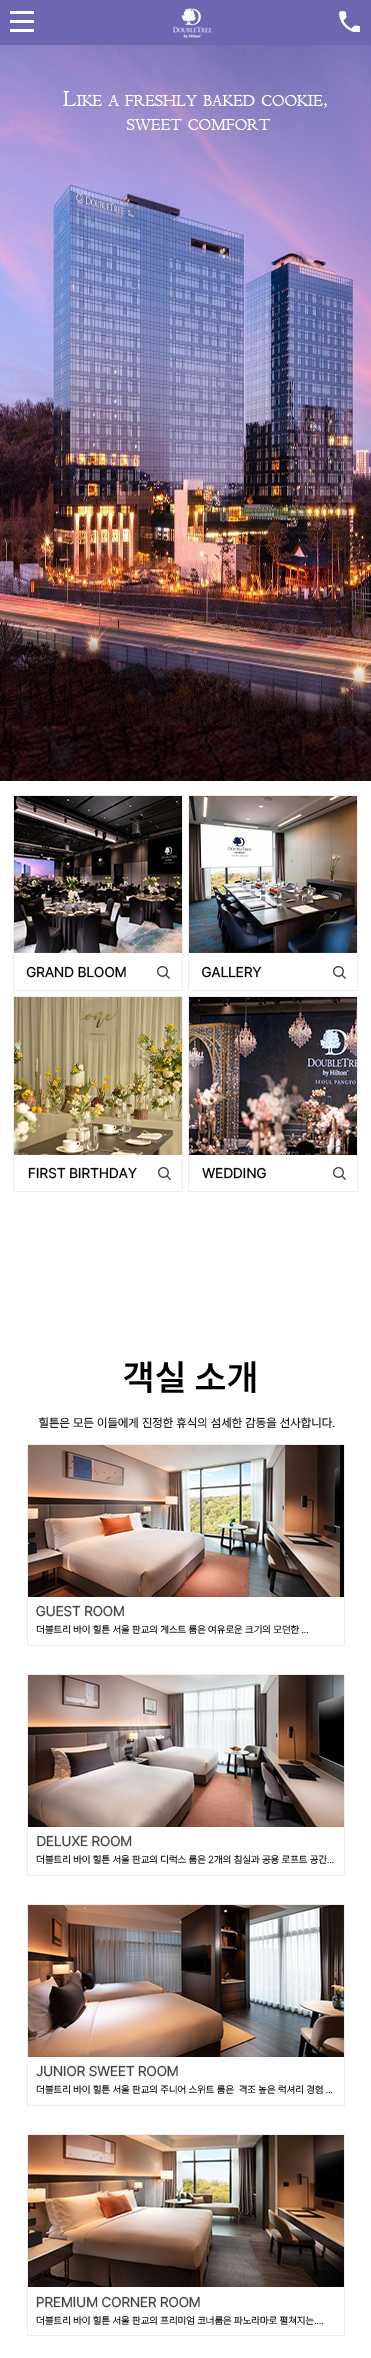 DOUBLETREE
by Hilton
LIKE A FRESHLY BAKED COOKIE,
SWEET COMFORT
DOUBLETREE
DOUBLETREE
DOUBLETREE
by Hilton
GRAND BLOOM
GALLERY
one
DOUBLETREE
by Hilton
SEOUL PANGYO
FIRST BIRTHDAY
WEDDING
객실 소개
힐튼은 모든 이들에게 진정한 휴식의 섬세한 감동을 선사합니다.
GUEST ROOM
더블트리 바이 힐튼 서울 판교의 게스트 룸은 여유로운 크기의 모던한 ...
DELUXE ROOM
더블트리 바이 힐튼 서울 판교의 디럭스 룸은 2개의 침실과 공용 로프트 공간...
JUNIOR SWEET ROOM
더블트리 바이 힐튼 서울 판교의 주니어 스위트 룸은 격조 높은 럭셔리 경험 ...
PREMIUM CORNER ROOM
더블트리 바이 힐튼 서울 판교의 프리미엄 코너룸은 파노라마로 펼쳐지는....